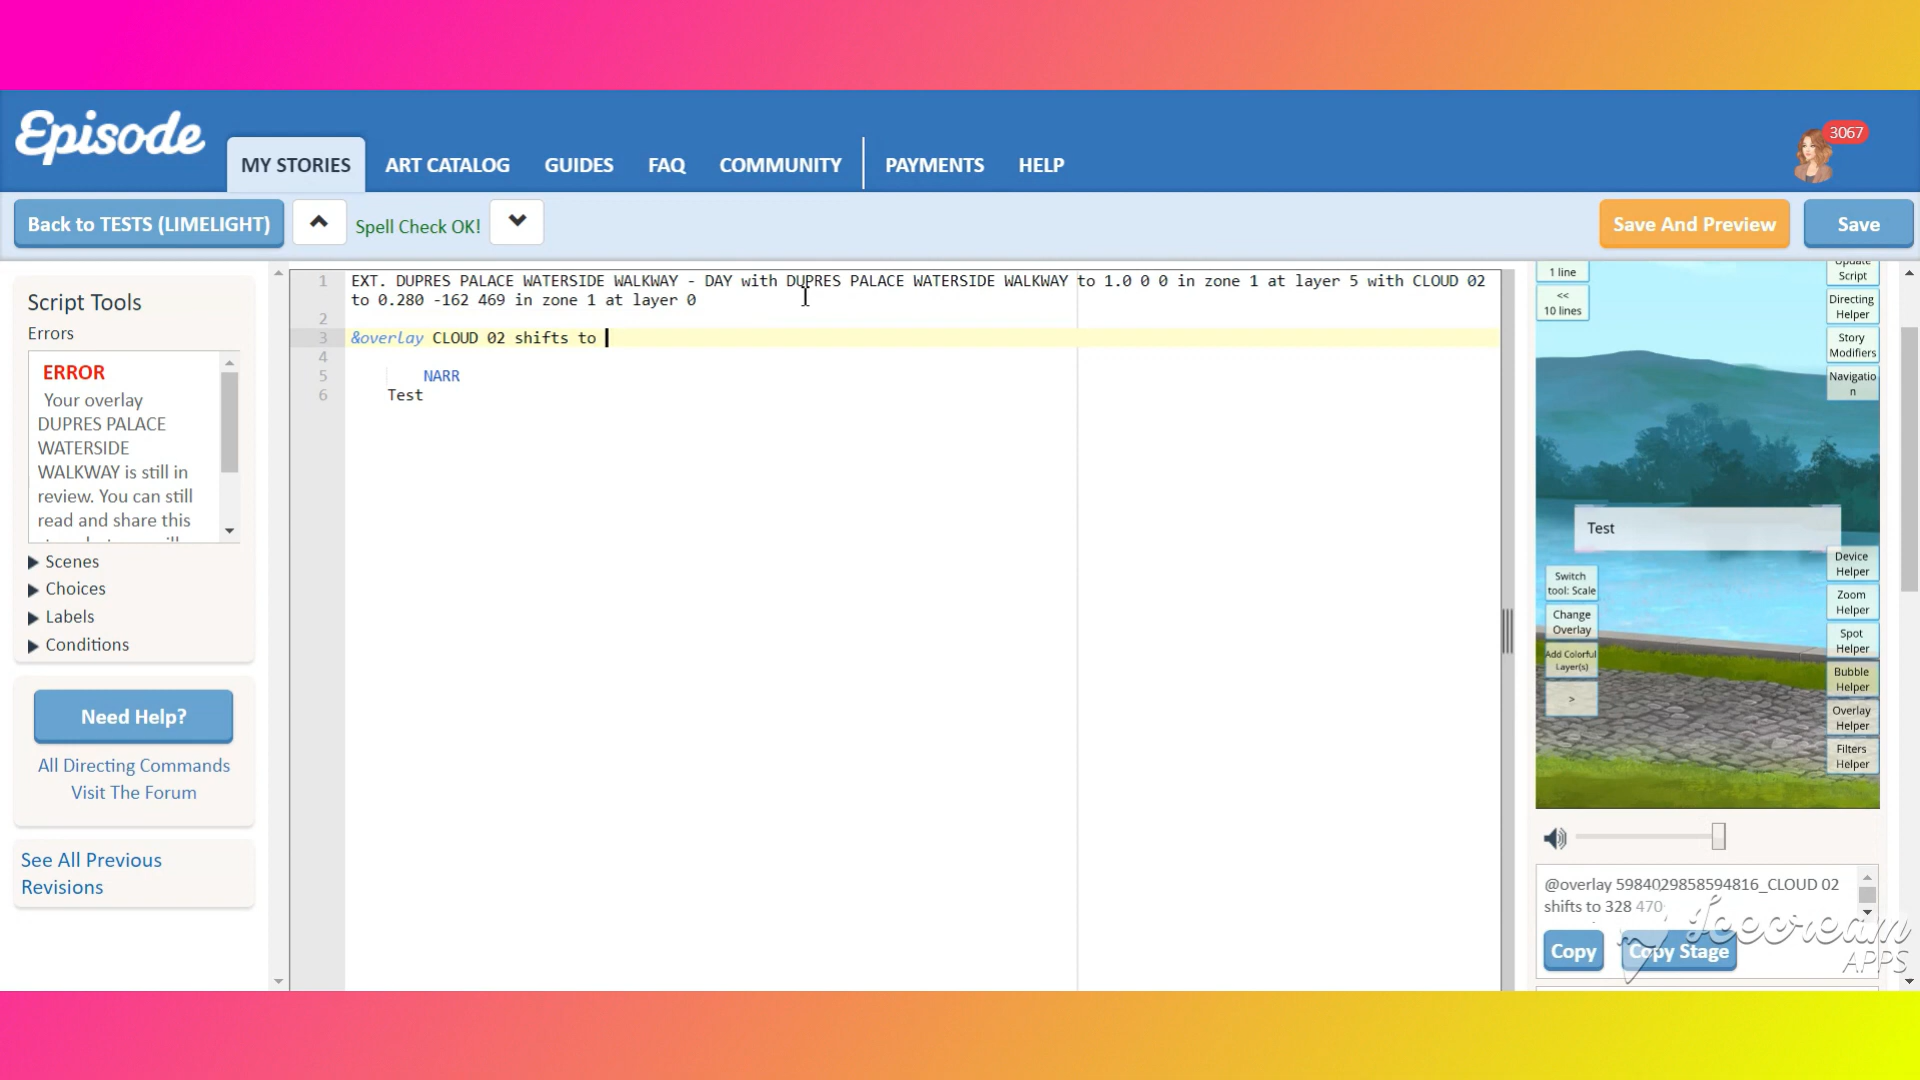 Episode
MY STORIES
ART CATALOG
GUIDES
FAQ
COMMUNITY
PAYMENTS
HELP
3067
Back to TESTS (LIMELIGHT)
Spell Check OK!
Save And Preview
Save
Script Tools
Errors
ERROR
Your overlay
DUPRES PALACE
WATERSIDE
WALKWAY is still in
review. You can still
read and share this
Scenes
Choices
Labels
Conditions
Need Help?
All Directing Commands
Visit The Forum
See All Previous
Revisions
1 EXT. DUPRES PALACE WATERSIDE WALKWAY - DAY with DUPRES PALACE WATERSIDE WALKWAY to 1.0 0 0 in zone 1 at layer 5 with CLOUD 02
to 0.280 -162 469 in zone 1 at layer 0
2
3 &overlay CLOUD 02 shifts to
4
5 NARR
6 Test
1 line
<<
10 lines
Update
Script
Directing
Helper
Story
Modifiers
Navigatio
n
Test
Switch
tool: Scale
Change
Overlay
Add Colorful
Layer(s)
>
Device
Helper
Zoom
Helper
Spot
Helper
Bubble
Helper
Overlay
Helper
Filters
Helper
@overlay 5984029858594816_CLOUD 02
shifts to 328 470
Copy
Copy Stage
Icecream
APPS